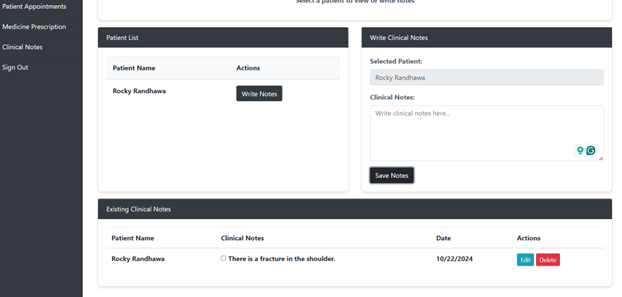 Select a patient to view or write notes
Patient Appointments
Medicine Prescription
Clinical Notes
Sign Out
Patient List
Patient Name Actions
Rocky Randhawa Write Notes
Write Clinical Notes
Selected Patient:
Rocky Randhawa
Clinical Notes:
Write clinical notes here...
Save Notes
Existing Clinical Notes
Patient Name Clinical Notes Date Actions
Rocky Randhawa There is a fracture in the shoulder. 10/22/2024 Edit Delete